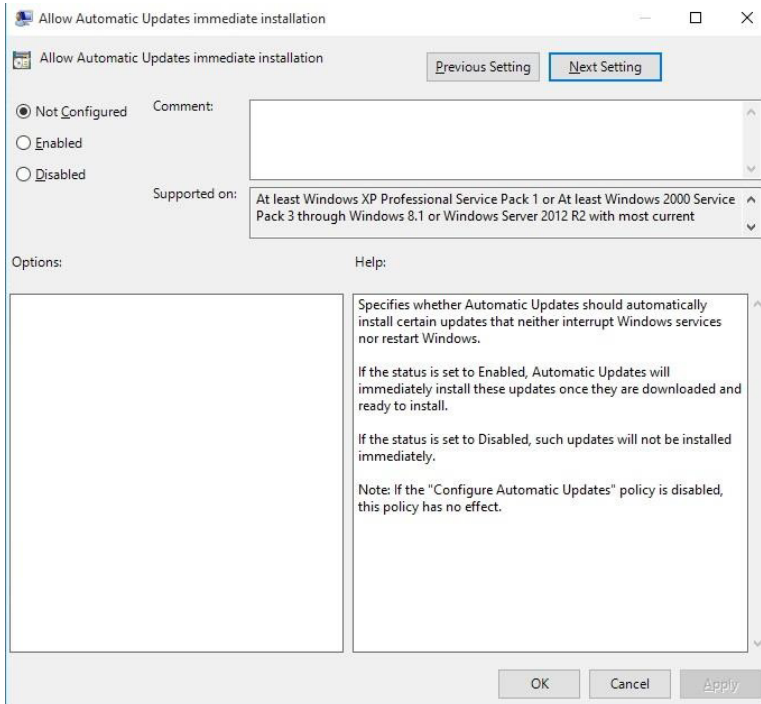 Allow Automatic Updates immediate installation
Allow Automatic Updates immediate installation
Previous Setting
Next Setting
Not Configured
Enabled
Disabled
Comment:
Supported on:
At least Windows XP Professional Service Pack 1 or At least Windows 2000 Service
Pack 3 through Windows 8.1 or Windows Server 2012 R2 with most current
Options:
Help:
Specifies whether Automatic Updates should automatically
install certain updates that neither interrupt Windows services
nor restart Windows.
If the status is set to Enabled, Automatic Updates will
immediately install these updates once they are downloaded and
ready to install.
If the status is set to Disabled, such updates will not be installed
immediately.
Note: If the "Configure Automatic Updates" policy is disabled,
this policy has no effect.
OK
Cancel
Apply